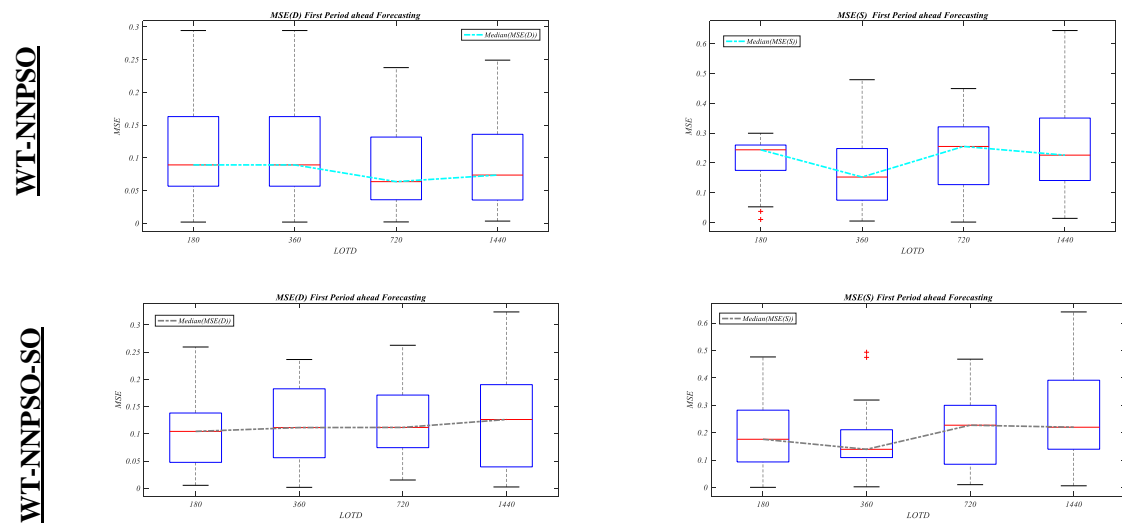 WT-NNPSO
MSE(D) First Period ahead Forecasting
Median(MSE(D))
MSE
0.3
0.25
0.2
0.15
0.1
0.05
0
180 360 720 1440
LOTD
MSE(S) First Period ahead Forecasting
Median(MSE(S))
MSE
0.6
0.5
0.4
0.3
0.2
0.1
0
180 360 720 1440
LOTD
WT-NNPSO-SO
MSE(D) First Period ahead Forecasting
Median(MSE(D))
MSE
0.3
0.25
0.2
0.15
0.1
0.05
0
180 360 720 1440
LOTD
MSE(S) First Period ahead Forecasting
Median(MSE(S))
MSE
0.6
0.5
0.4
0.3
0.2
0.1
0
180 360 720 1440
LOTD